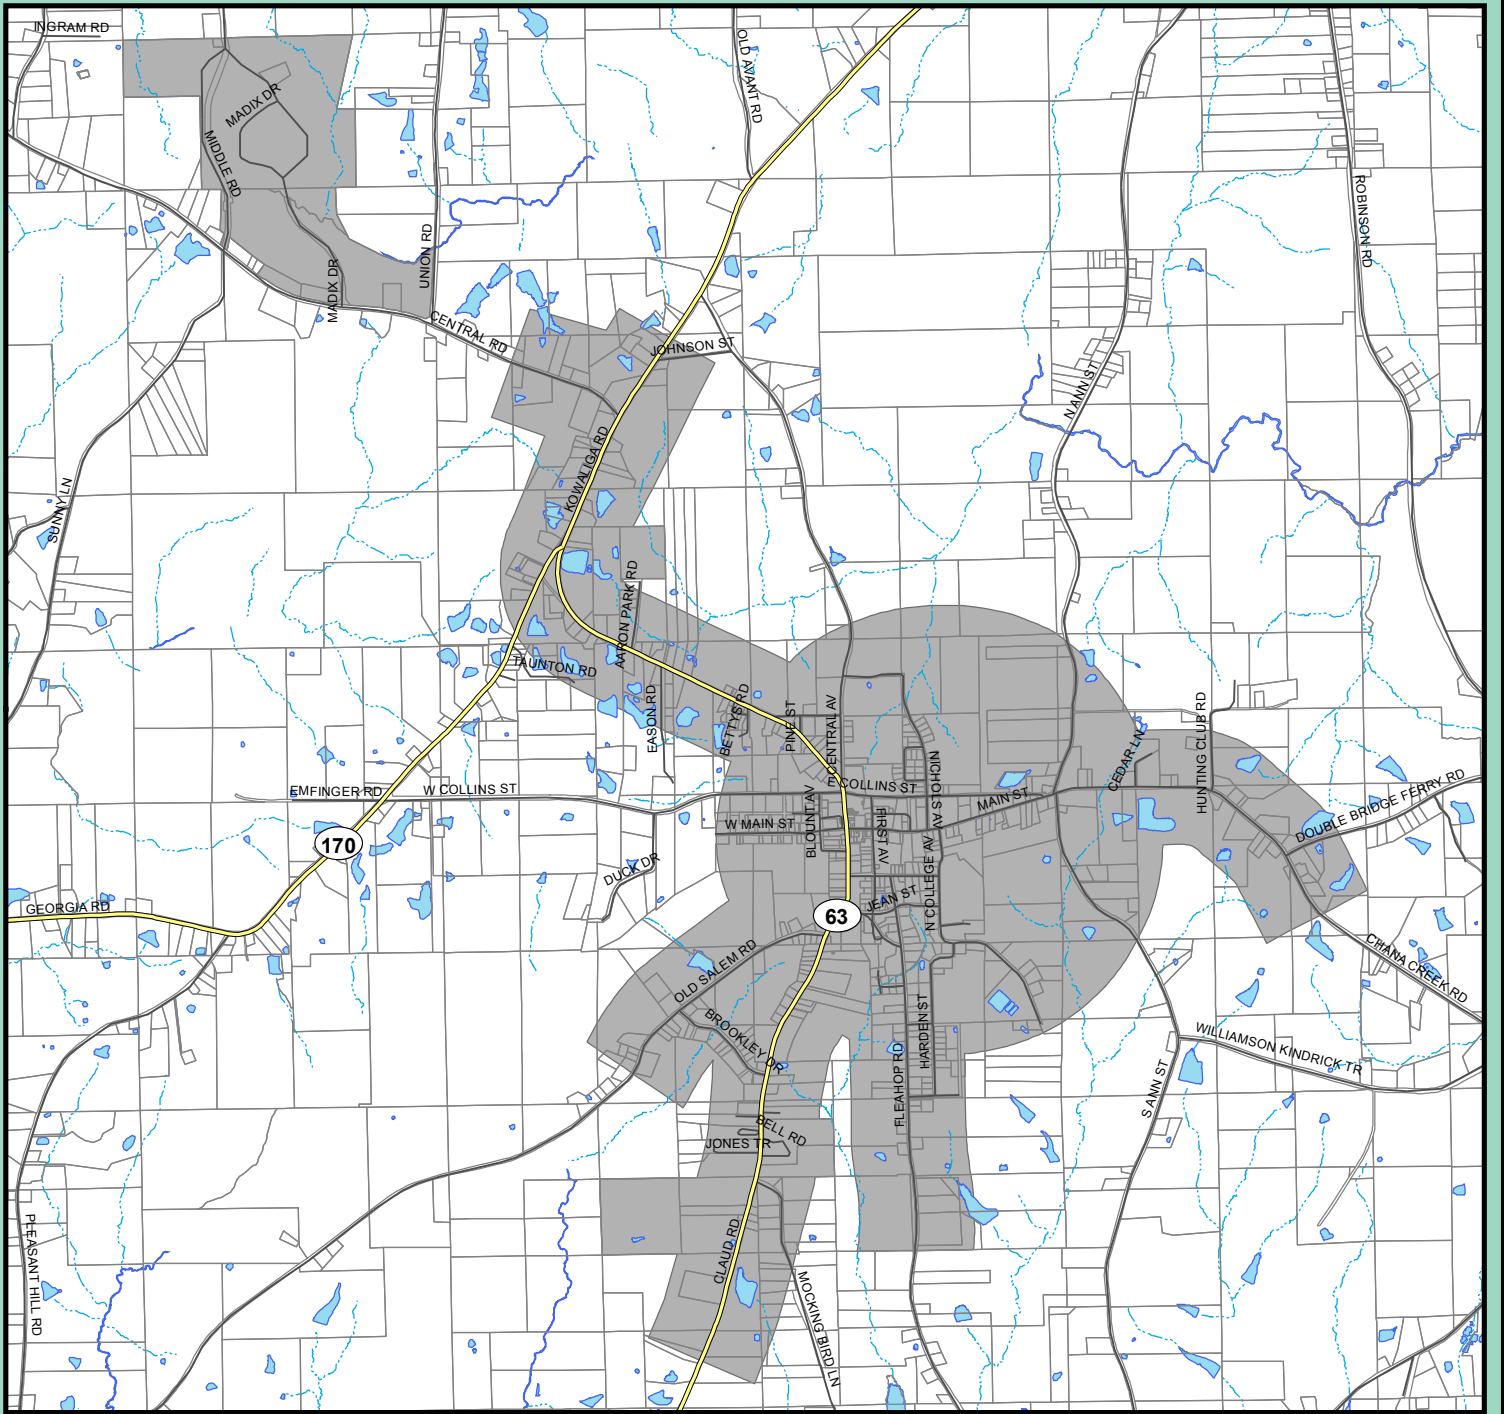 INGRAM RD
OLD AVANT RD
MADIX DR
MIDDLE RD
ROBINSON RD
UNION RD
MADIX DR
CENTRAL RD
JOHNSON ST
N ANN ST
KOWALIGA RD
SUNNY LN
AARON PARK RD
TAUNTON RD
EASON RD
BETTYS RD
PINE ST
CENTRAL AV
HUNTING CLUB RD
CEDAR LN
NICHOLS AV
EMFINGER RD
W COLLINS ST
E COLLINS ST
MAIN ST
DOUBLE BRIDGE FERRY RD
W MAIN ST
BLOUNT AV
FIRST AV
170
DUCK DR
N COLLEGE AV
JEAN ST
GEORGIA RD
63
OLD SALEM RD
CHANA CREEK RD
BROOKLEY DR
HARDEN ST
FLEAHOP RD
WILLIAMSON KINDRICK TR
S ANN ST
BELL RD
JONES TR
PLEASANT HILL RD
CLAUD RD
MOCKING BIRD LN